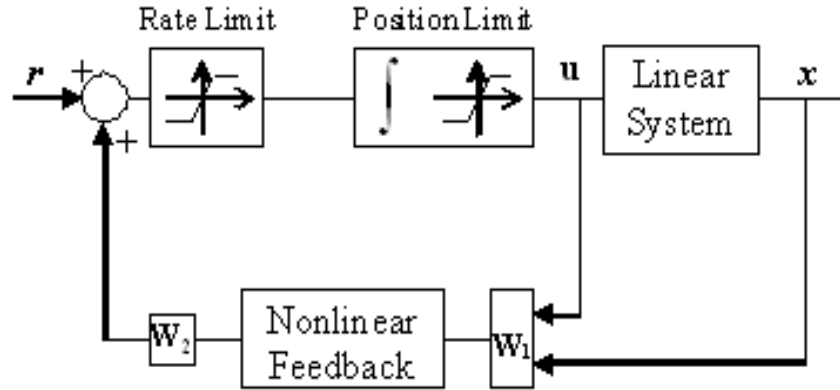 Rate Limit
Position Limit
r
+
+
∫
u
Linear
System
x
W₂
Nonlinear
Feedback
W₁